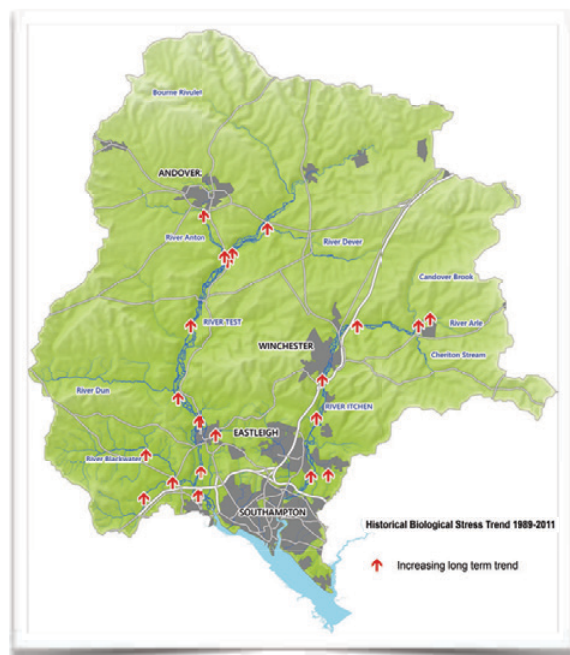 Bourne Rivulet
ANDOVER
River Anton
River Dever
Candover Brook
RIVER TEST
River Arle
WINCHESTER
Cheriton Stream
River Dun
RIVER ITCHEN
EASTLEIGH
River Blackwater
SOUTHAMPTON
Historical Biological Stress Trend 1989-2011
Increasing long term trend